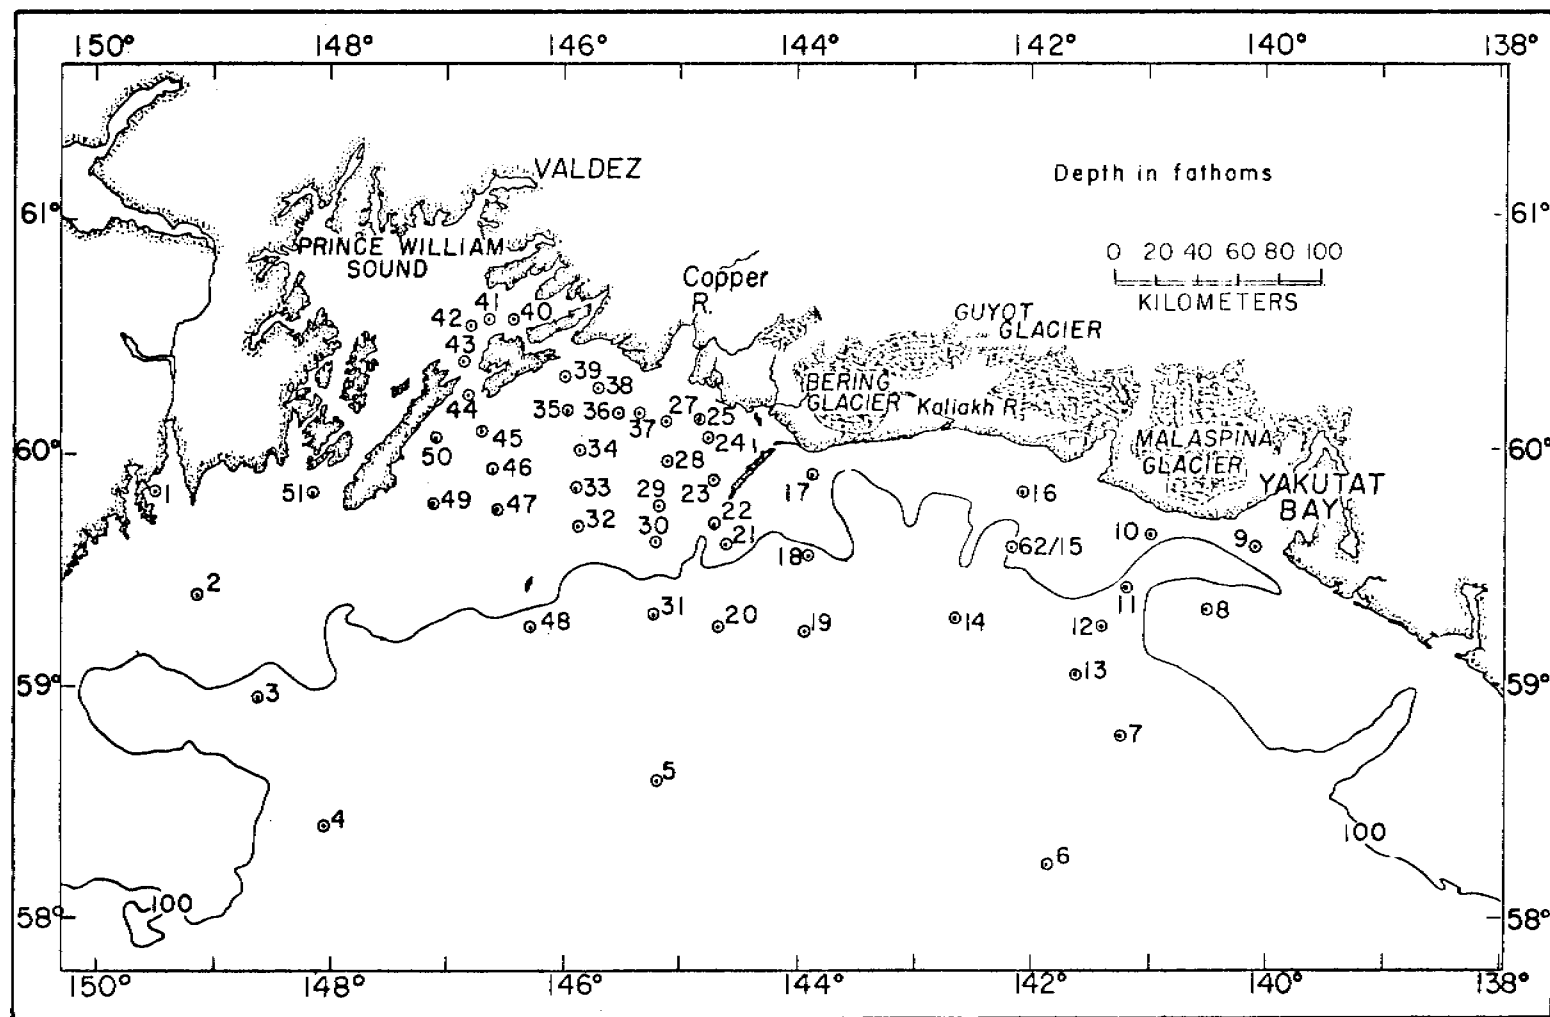 150° 148° 146° 144° 142° 140° 138°
VALDEZ
Depth in fathoms
61° 61°
PRINCE WILLIAM
SOUND
0 20 40 60 80 100
KILOMETERS
Copper
R.
GUYOT
GLACIER
42 41 40
43
39
38
44
BERING
GLACIER
Kaliakh R.
35 36 37 27 25
45
50
34
24
MALASPINA
GLACIER
60° 60°
46
28
YAKUTAT
BAY
1
51
49
47
33
29
23
17
16
32
30
22
21
18
62/15
10
9
2
11
8
48
31
20
19
14
12
13
59° 59°
3
7
5
4
100
6
100
58° 58°
150° 148° 146° 144° 142° 140° 138°